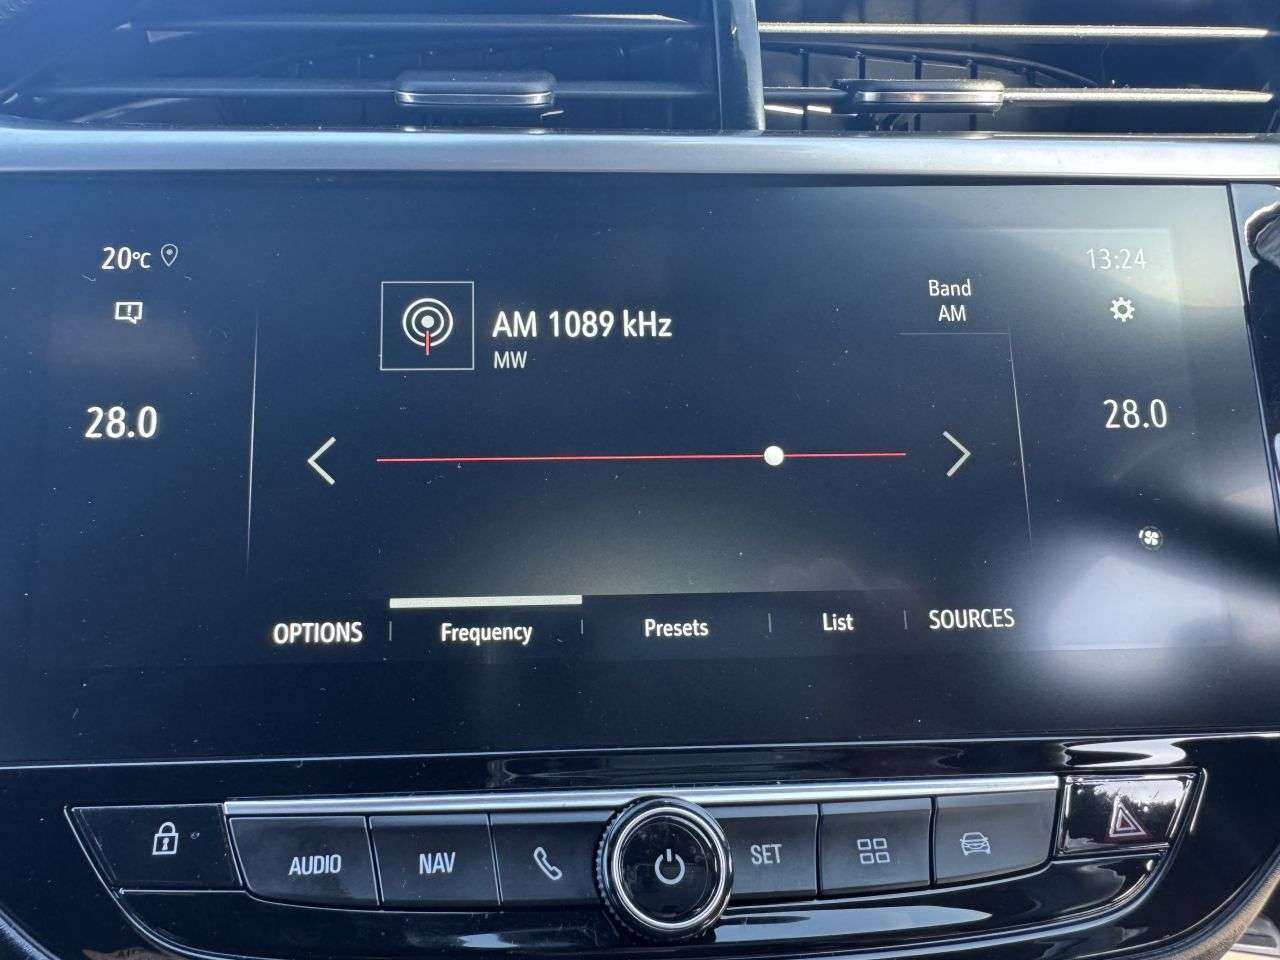 20°C
13:24
Band
AM
AM 1089 kHz
MW
28.0
28.0
OPTIONS
Frequency
Presets
List
SOURCES
AUDIO
NAV
SET